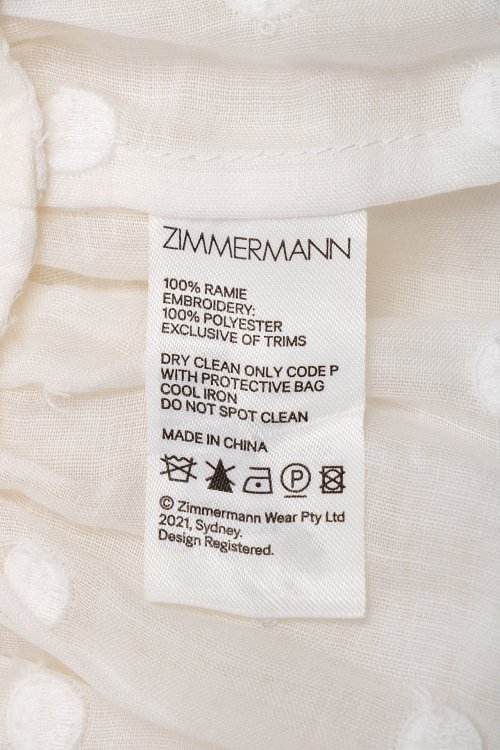 ZIMMERMANN
100% RAMIE
EMBROIDERY:
100% POLYESTER
EXCLUSIVE OF TRIMS
DRY CLEAN ONLY CODE P
WITH PROTECTIVE BAG
COOL IRON
DO NOT SPOT CLEAN
MADE IN CHINA
P
© Zimmermann Wear Pty Ltd
2021, Sydney.
Design Registered.